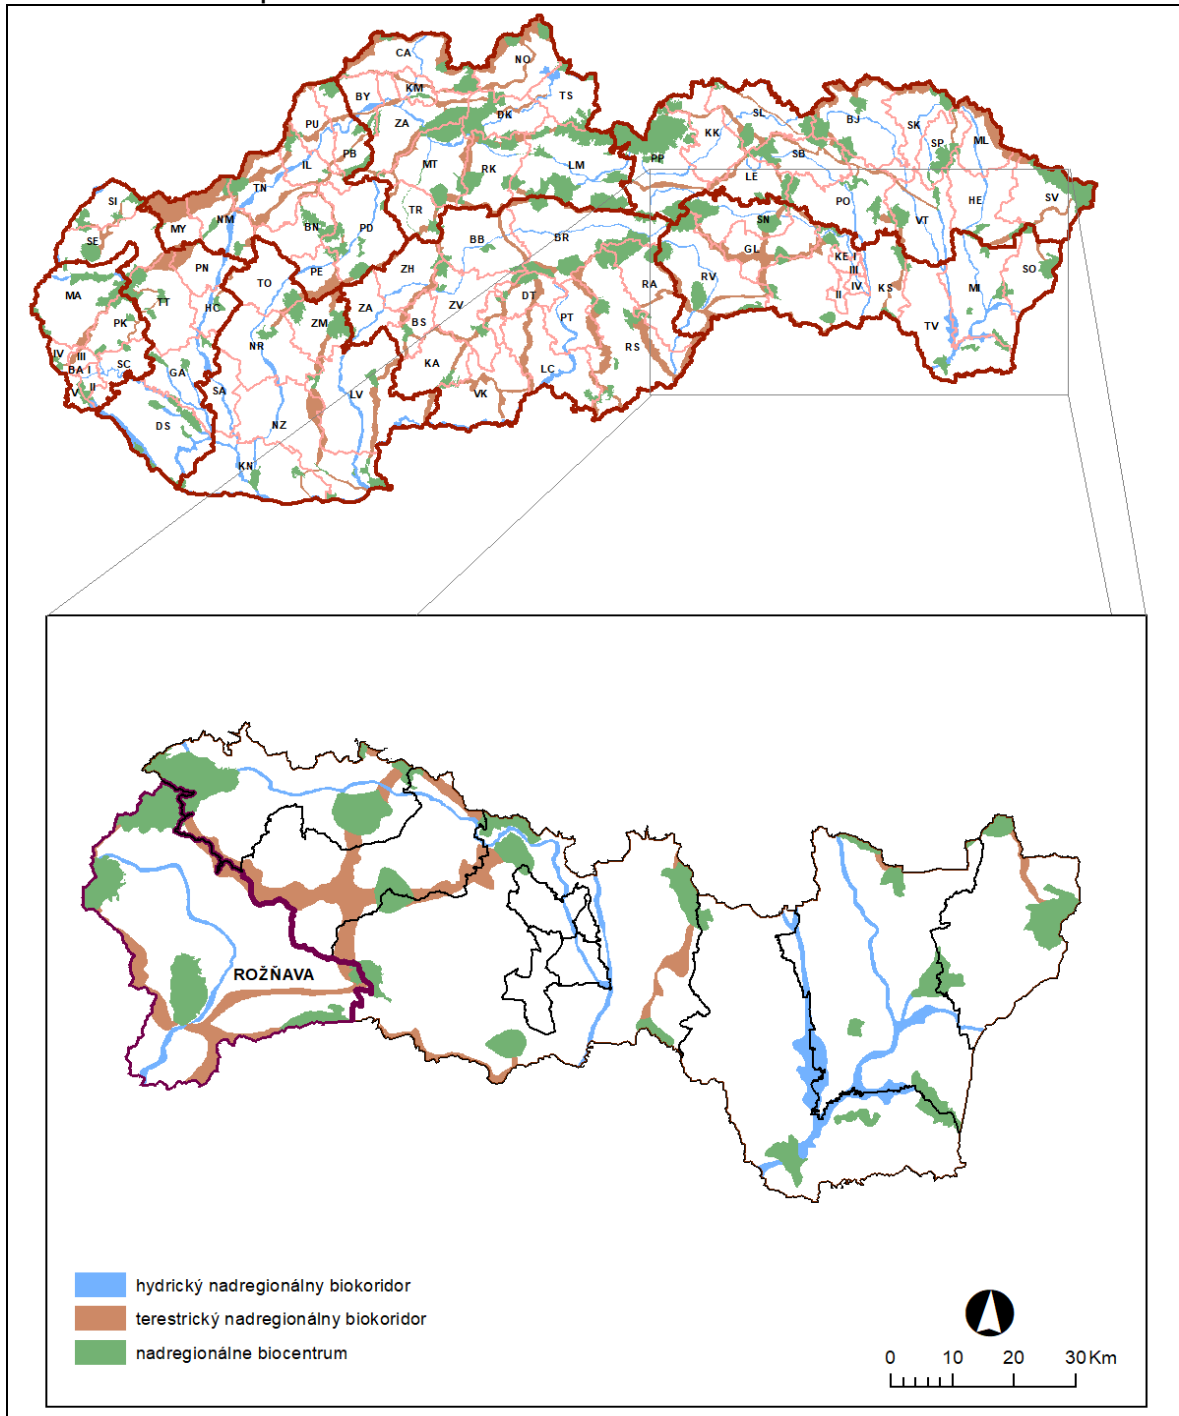 CA
NO
BY
KM
TS
PU
ZA
DK
PB
MT
IL
RK
LM
TN
SI
TR
MY
NM
BN
PD
SE
BB
BR
PN
ZH
PE
TO
MA
TT
HC
ZA
ZV
DT
PT
RA
PK
ZM
BS
NR
RS
IV
III
BA I
SC
GA
KA
LC
V
II
SA
LV
VK
DS
NZ
KN
SL
BJ
SK
KK
SP
ML
PP
SB
LE
PO
HE
SV
SN
VT
GL
KE I
III
RV
IV
KS
MI
SO
II
TV
ROŽŇAVA
hydrický nadregionálny biokoridor
terestrický nadregionálny biokoridor
nadregionálne biocentrum
0 10 20 30 Km